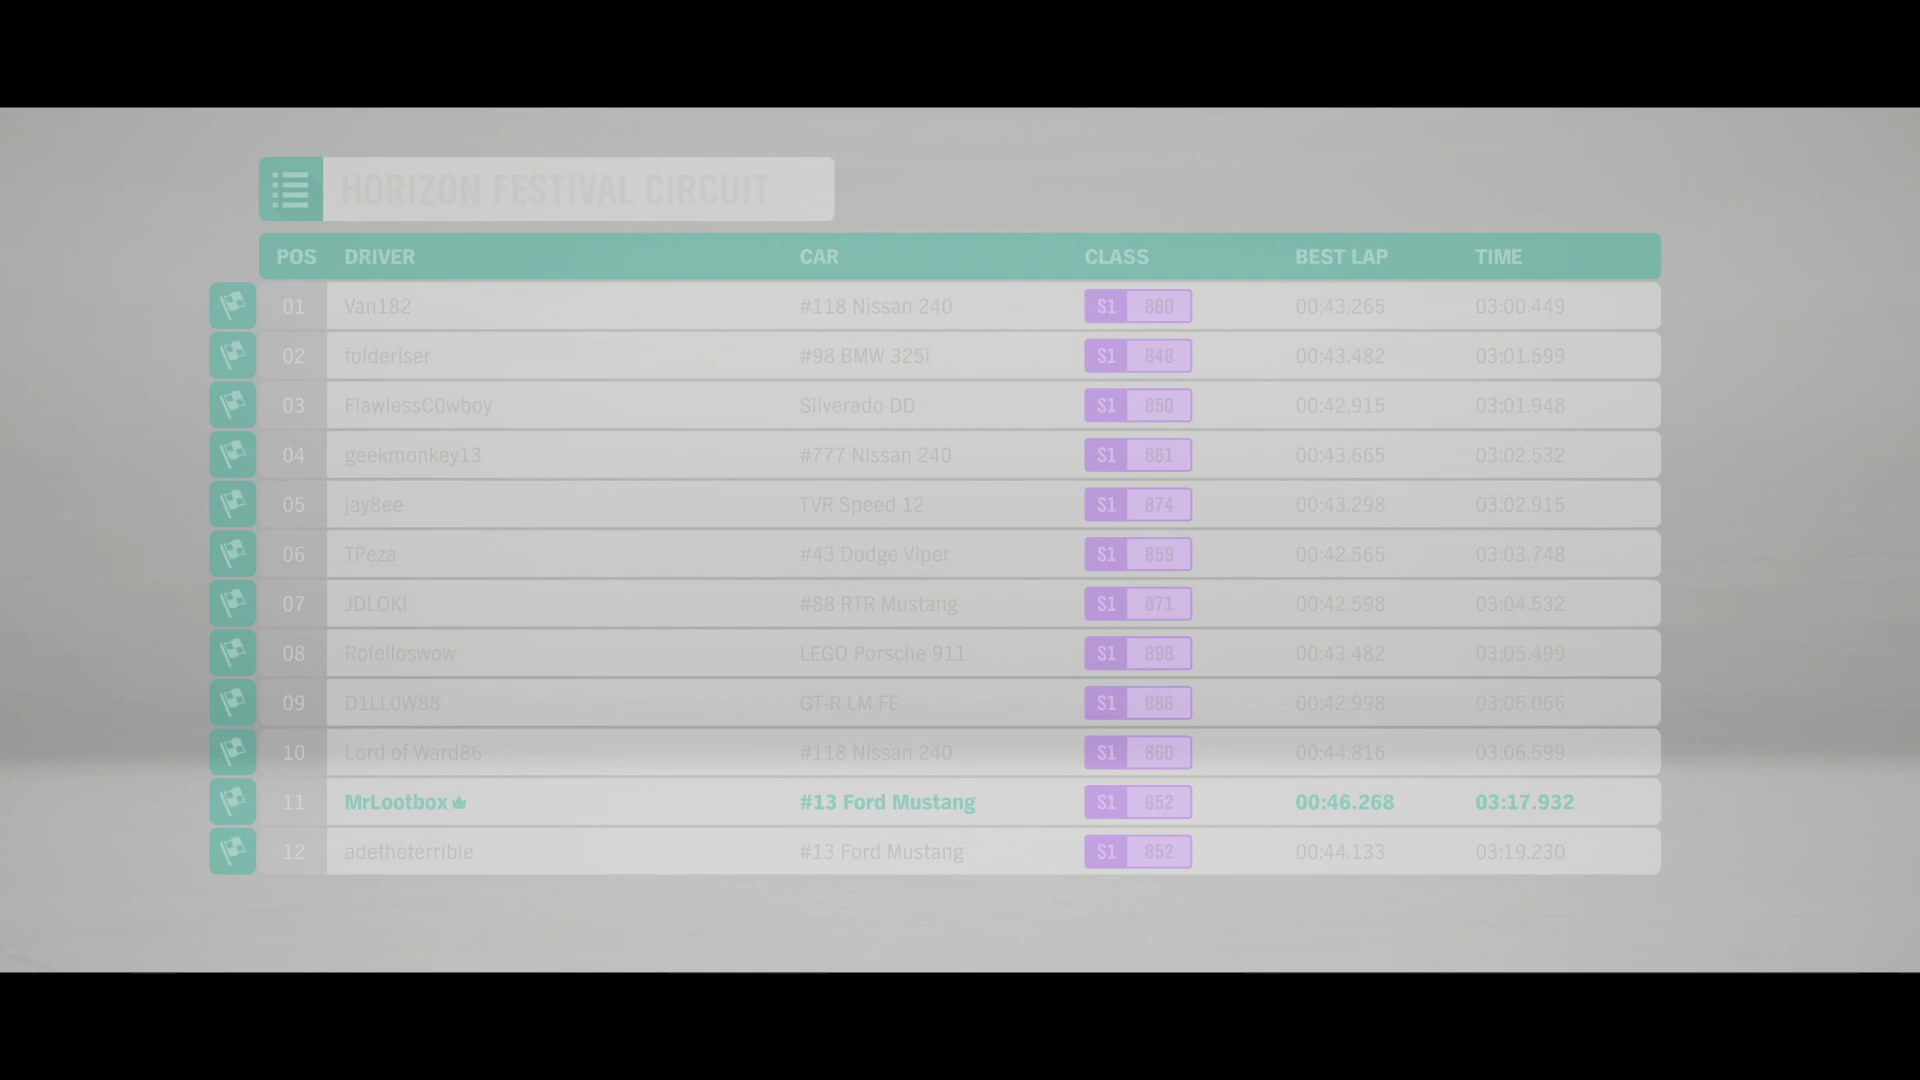 HORIZON FESTIVAL CIRCUIT
POS DRIVER CAR CLASS BEST LAP TIME
01 Van182 #118 Nissan 240 S1 860 00:43.265 03:00.449
02 folderiser #98 BMW 325i S1 848 00:43.482 03:01.599
03 FlawlessC0wboy Silverado DD S1 850 00:42.915 03:01.948
04 geekmonkey13 #777 Nissan 240 S1 861 00:43.665 03:02.532
05 jay8ee TVR Speed 12 S1 874 00:43.298 03:02.915
06 TPeza #43 Dodge Viper S1 859 00:42.565 03:03.748
07 JDLOKI #88 RTR Mustang S1 871 00:42.598 03:04.532
08 Rofelloswow LEGO Porsche 911 S1 898 00:43.482 03:05.499
09 D1LL0W88 GT-R LM FE S1 886 00:42.998 03:06.066
10 Lord of Ward86 #118 Nissan 240 S1 860 00:44.816 03:06.599
11 MrLootbox #13 Ford Mustang S1 852 00:46.268 03:17.932
12 adetheterrible #13 Ford Mustang S1 852 00:44.133 03:19.230